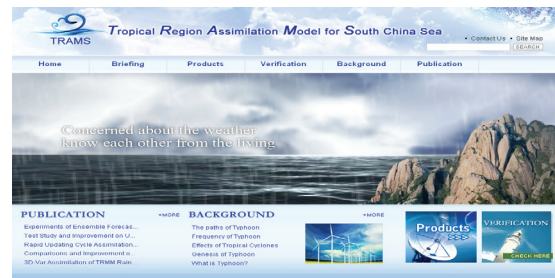 TRAMS
Tropical Region Assimilation Model for South China Sea
• Contact Us • Site Map
SEARCH
Home Briefing Products Verification Background Publication
Concerned about the weather
know each other from the living
PUBLICATION
•MORE
Experiments of Ensemble Forecas...
Test Study and Improvement on U...
Rapid Updating Cycle Assimilation...
Comparisons and Improvement o...
3D-Var Assimilation of TRMM Rain...
BACKGROUND
•MORE
The paths of Typhoon
Frequency of Typhoon
Effects of Tropical Cyclones
Genesis of Typhoon
What is Typhoon?
Products
>>>
VERIFICATION
CHECK HERE